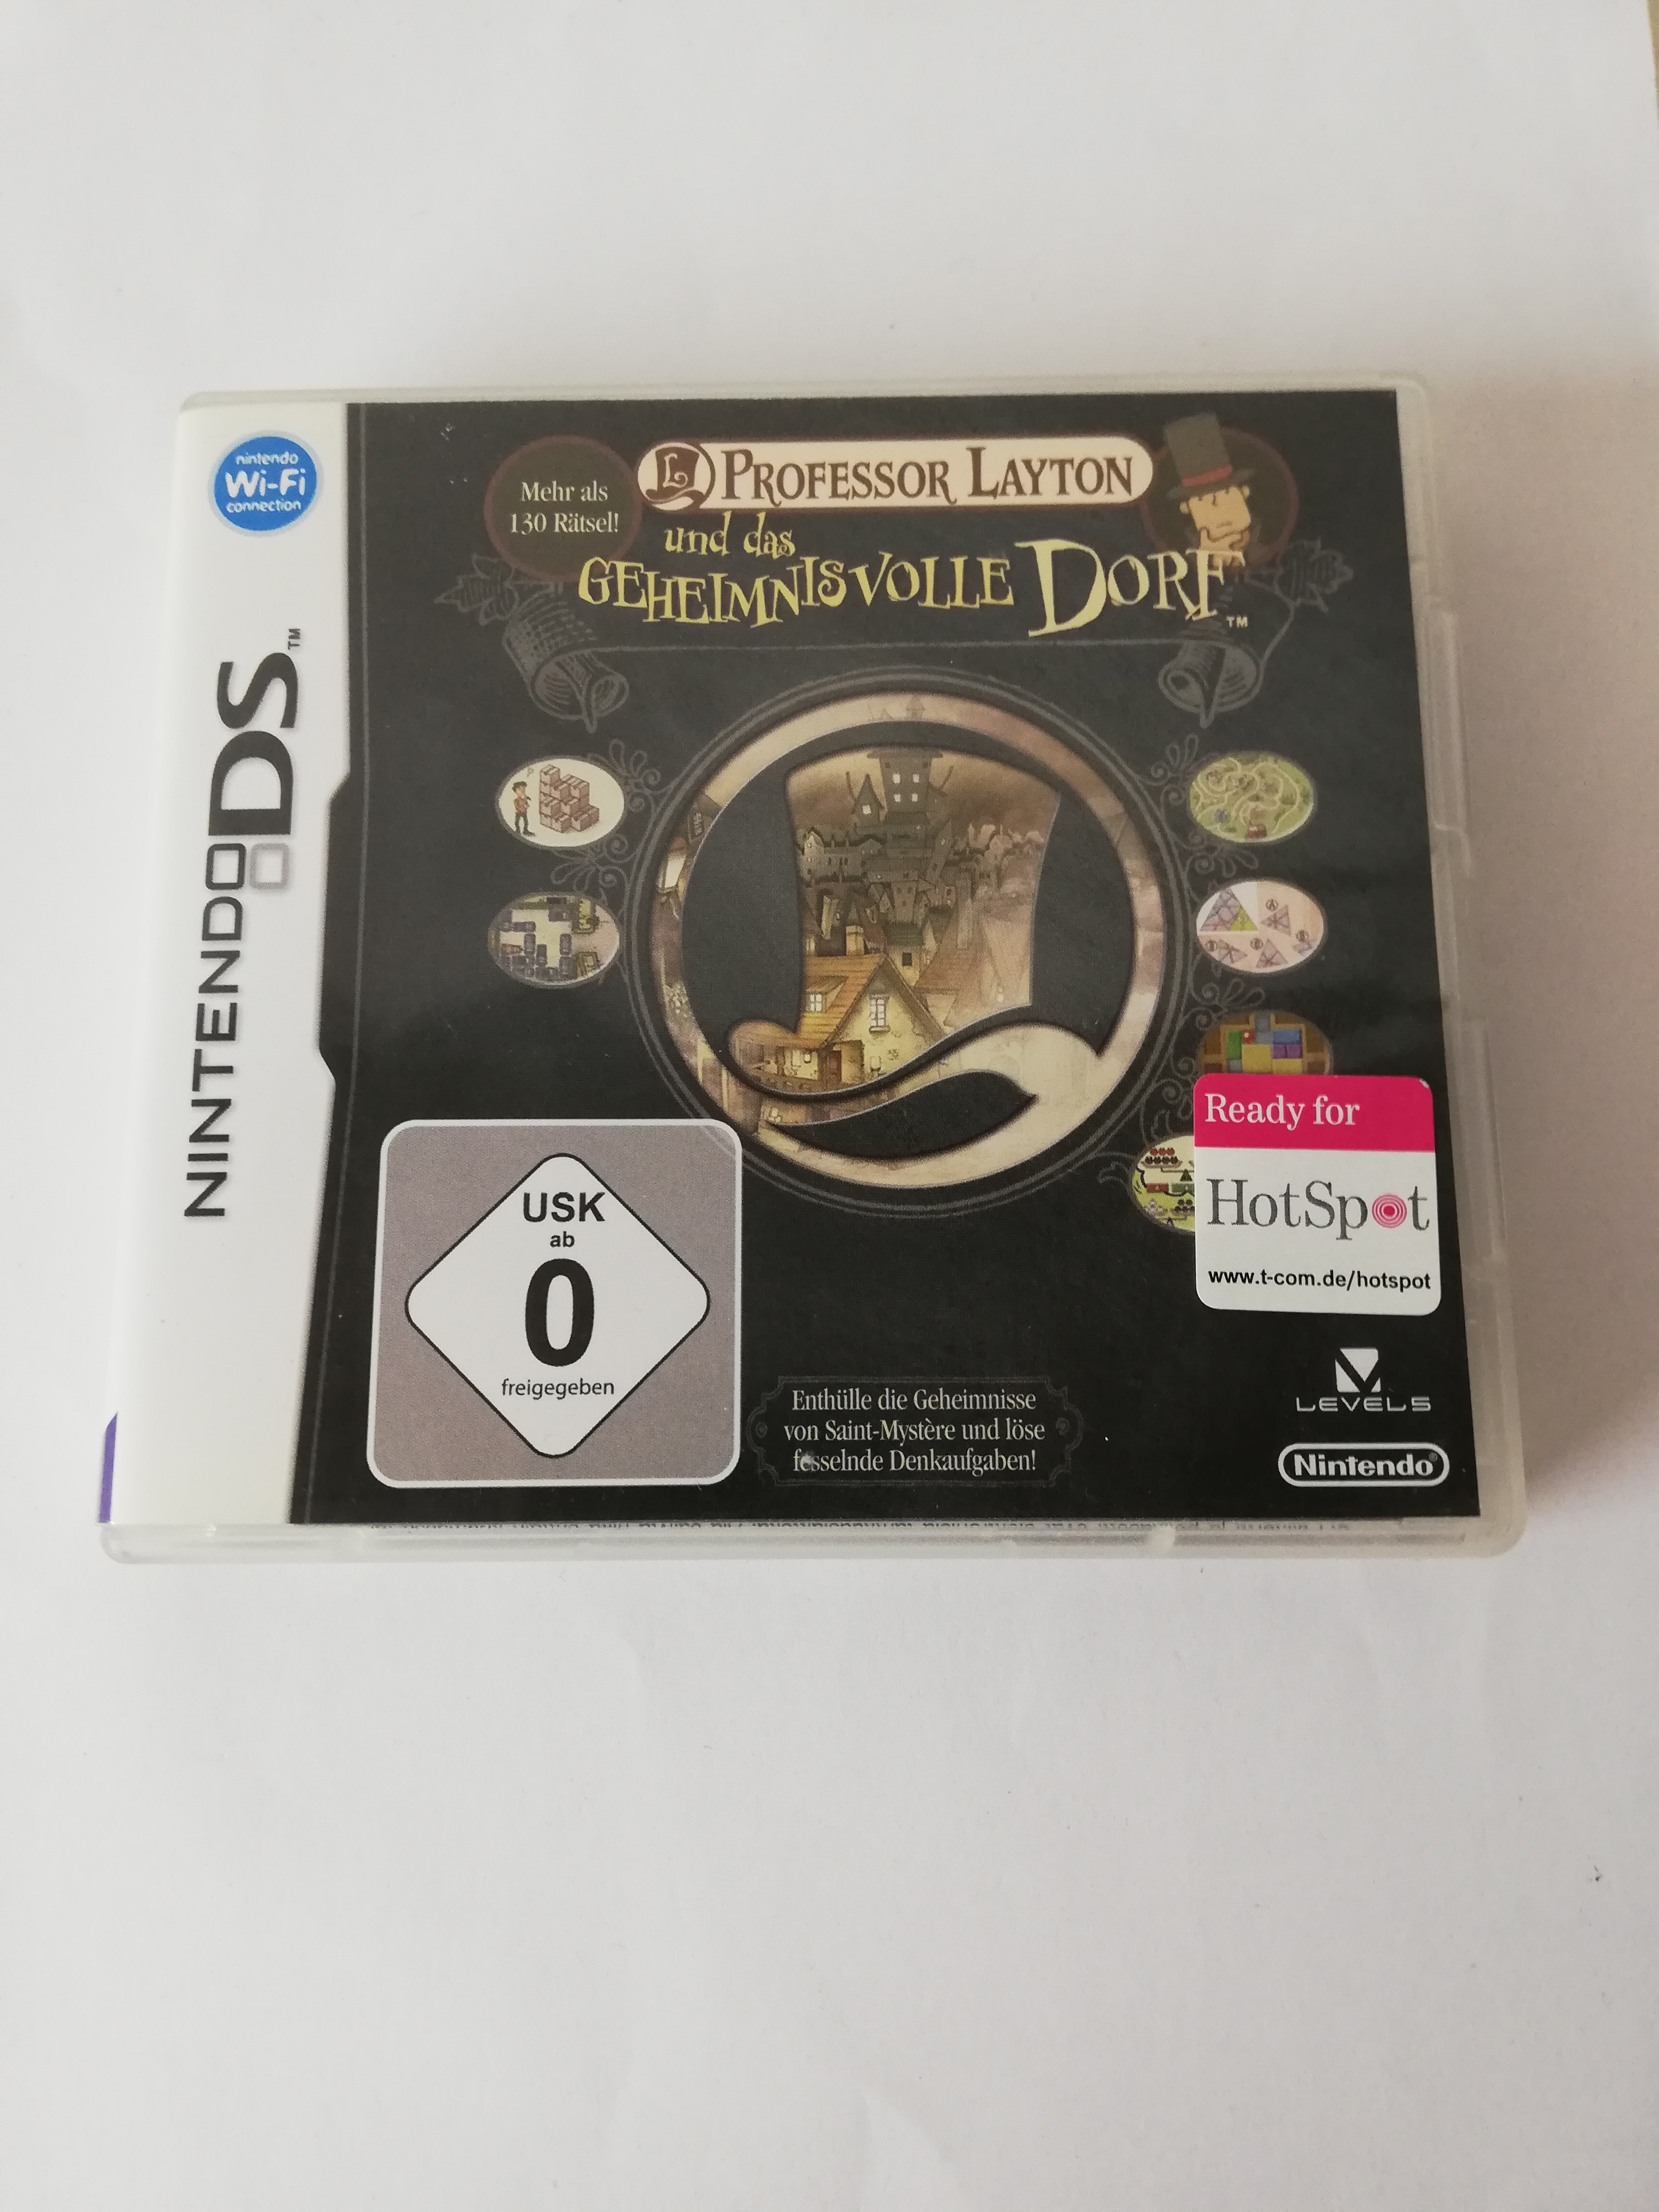 nintendo
Wi-Fi
connection
NINTENDO DS™
Mehr als
130 Rätsel!
L PROFESSOR LAYTON
und das
GEHEIMNISVOLLE DORF™
USK
ab
0
freigegeben
Ready for
HotSpot
www.t-com.de/hotspot
Enthülle die Geheimnisse
von Saint-Mystère und löse
fesselnde Denkaufgaben!
LEVEL5
Nintendo®